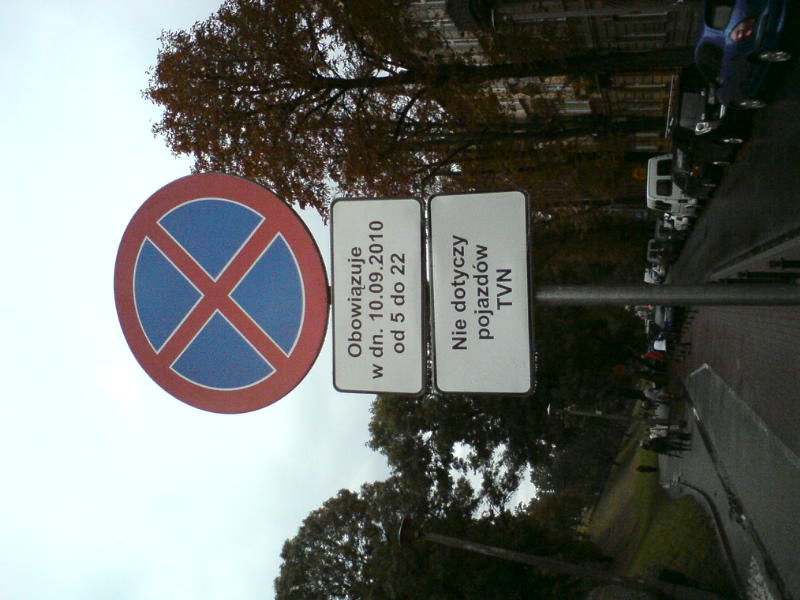 Obowiązuje
w dn. 10.09.2010
od 5 do 22
Nie dotyczy
pojazdów
TVN